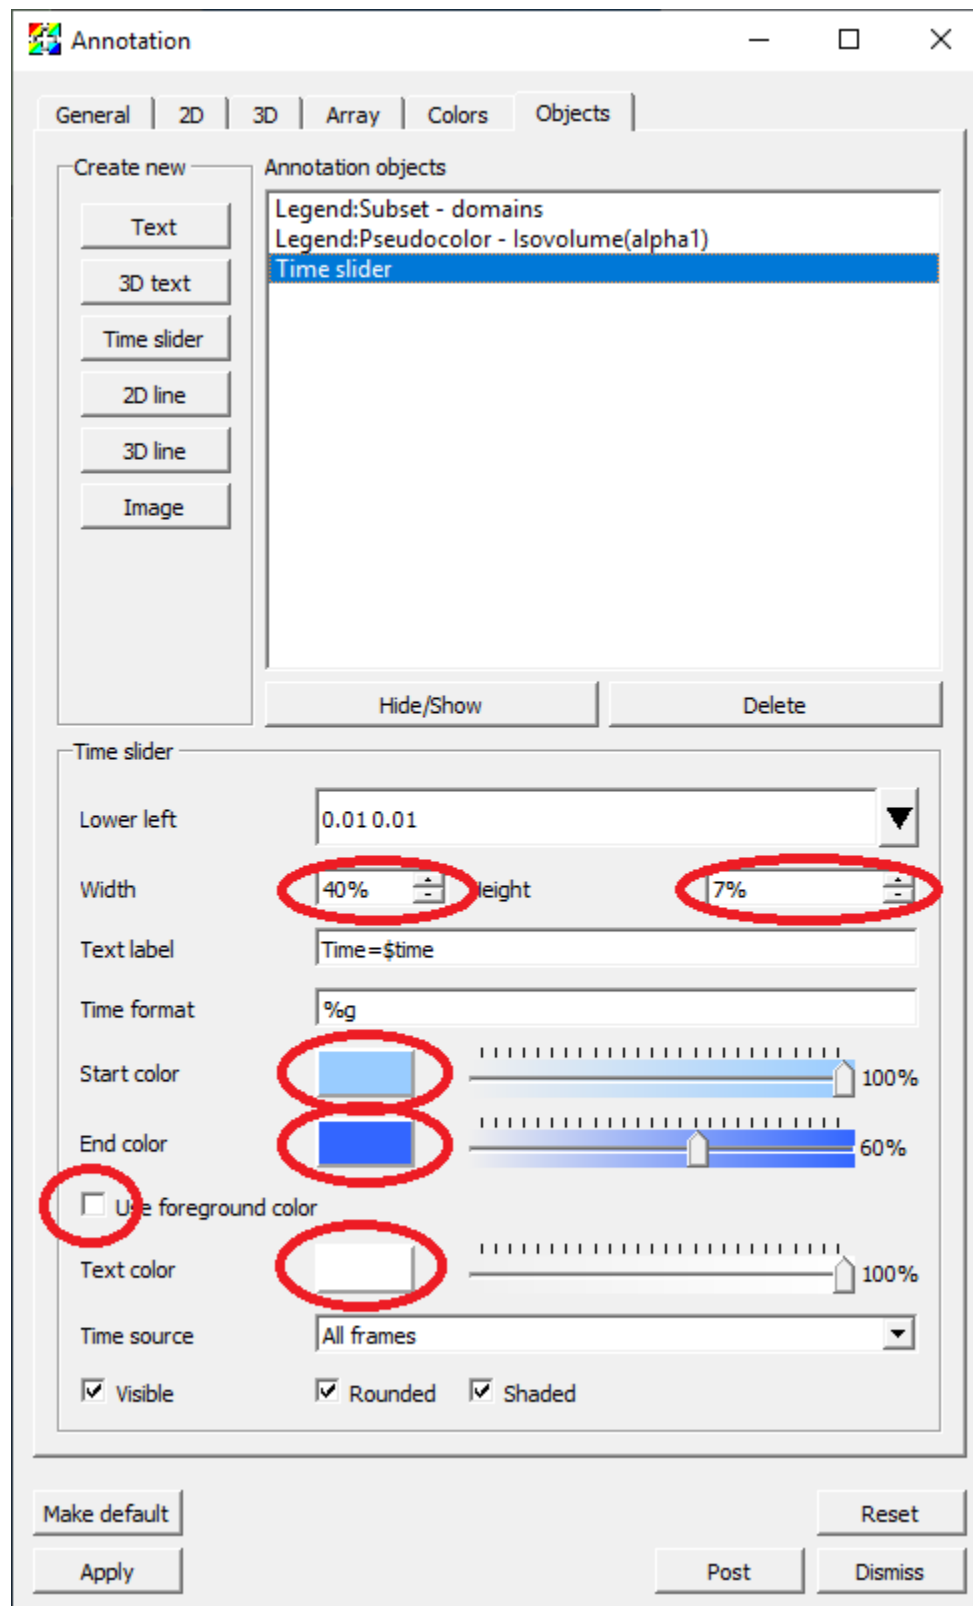 Annotation
General 2D 3D Array Colors Objects
Create new
Text
3D text
Time slider
2D line
3D line
Image
Annotation objects
Legend:Subset - domains
Legend:Pseudocolor - Isovolume(alpha1)
Time slider
Hide/Show Delete
Time slider
Lower left 0.01 0.01
Width 40% Height 7%
Text label Time=$time
Time format %g
Start color 100%
End color 60%
Use foreground color
Text color 100%
Time source All frames
Visible Rounded Shaded
Make default Reset
Apply Post Dismiss